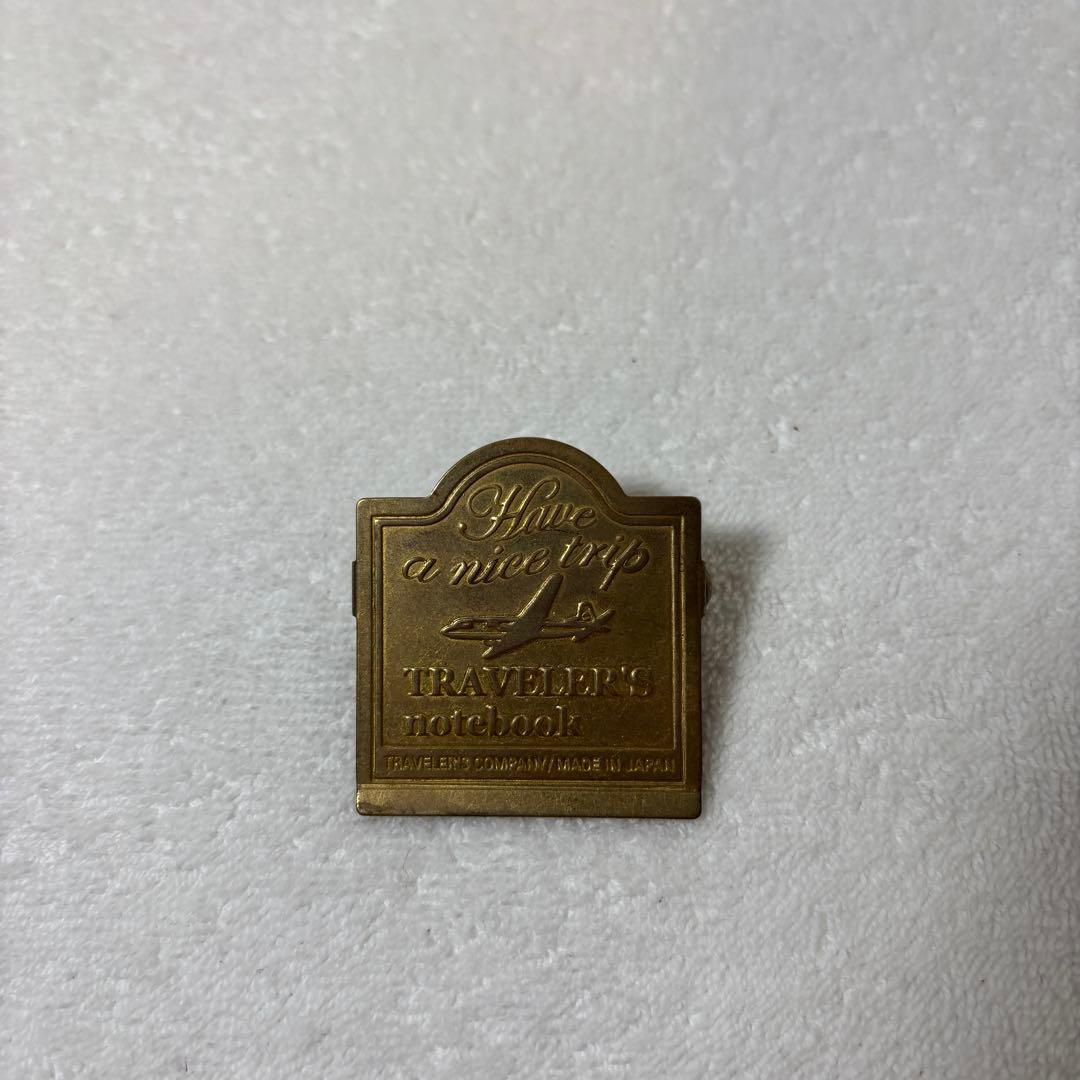 Have
a nice trip
TRAVELER'S
notebook
TRAVELER'S COMPANY/MADE IN JAPAN